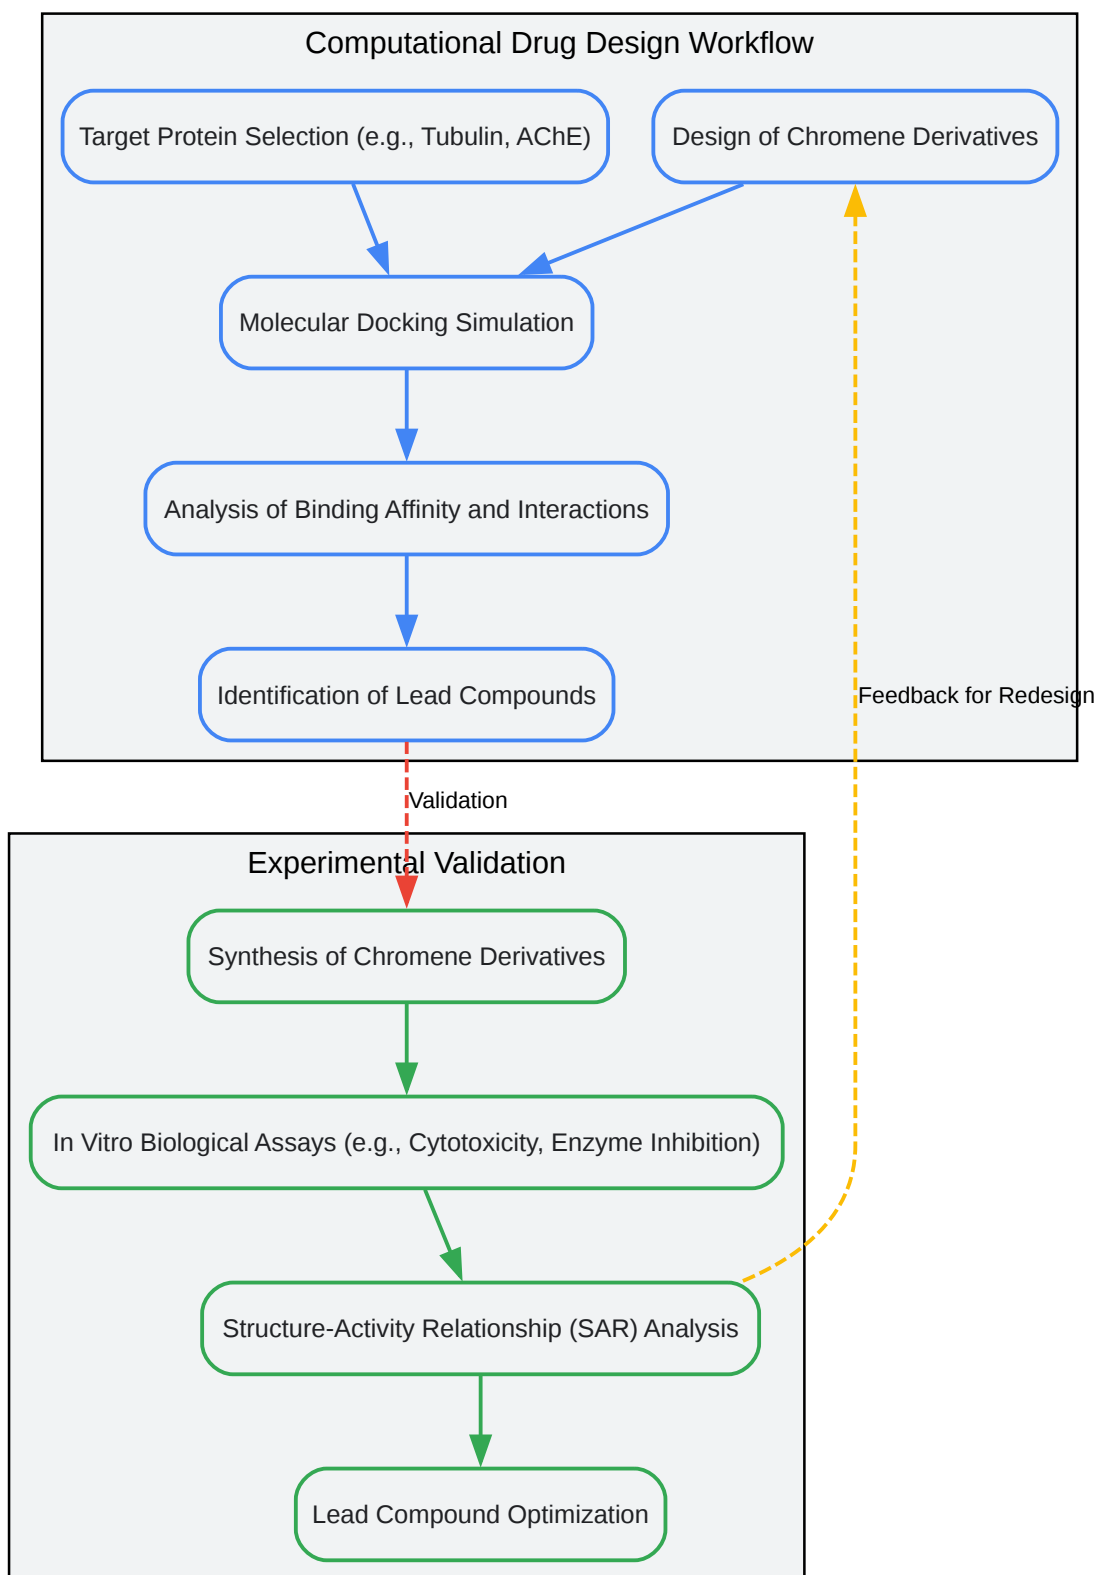 Computational Drug Design Workflow
Target Protein Selection (e.g., Tubulin, AChE)
Design of Chromene Derivatives
Molecular Docking Simulation
Analysis of Binding Affinity and Interactions
Identification of Lead Compounds
Feedback for Redesign
Validation
Experimental Validation
Synthesis of Chromene Derivatives
In Vitro Biological Assays (e.g., Cytotoxicity, Enzyme Inhibition)
Structure-Activity Relationship (SAR) Analysis
Lead Compound Optimization